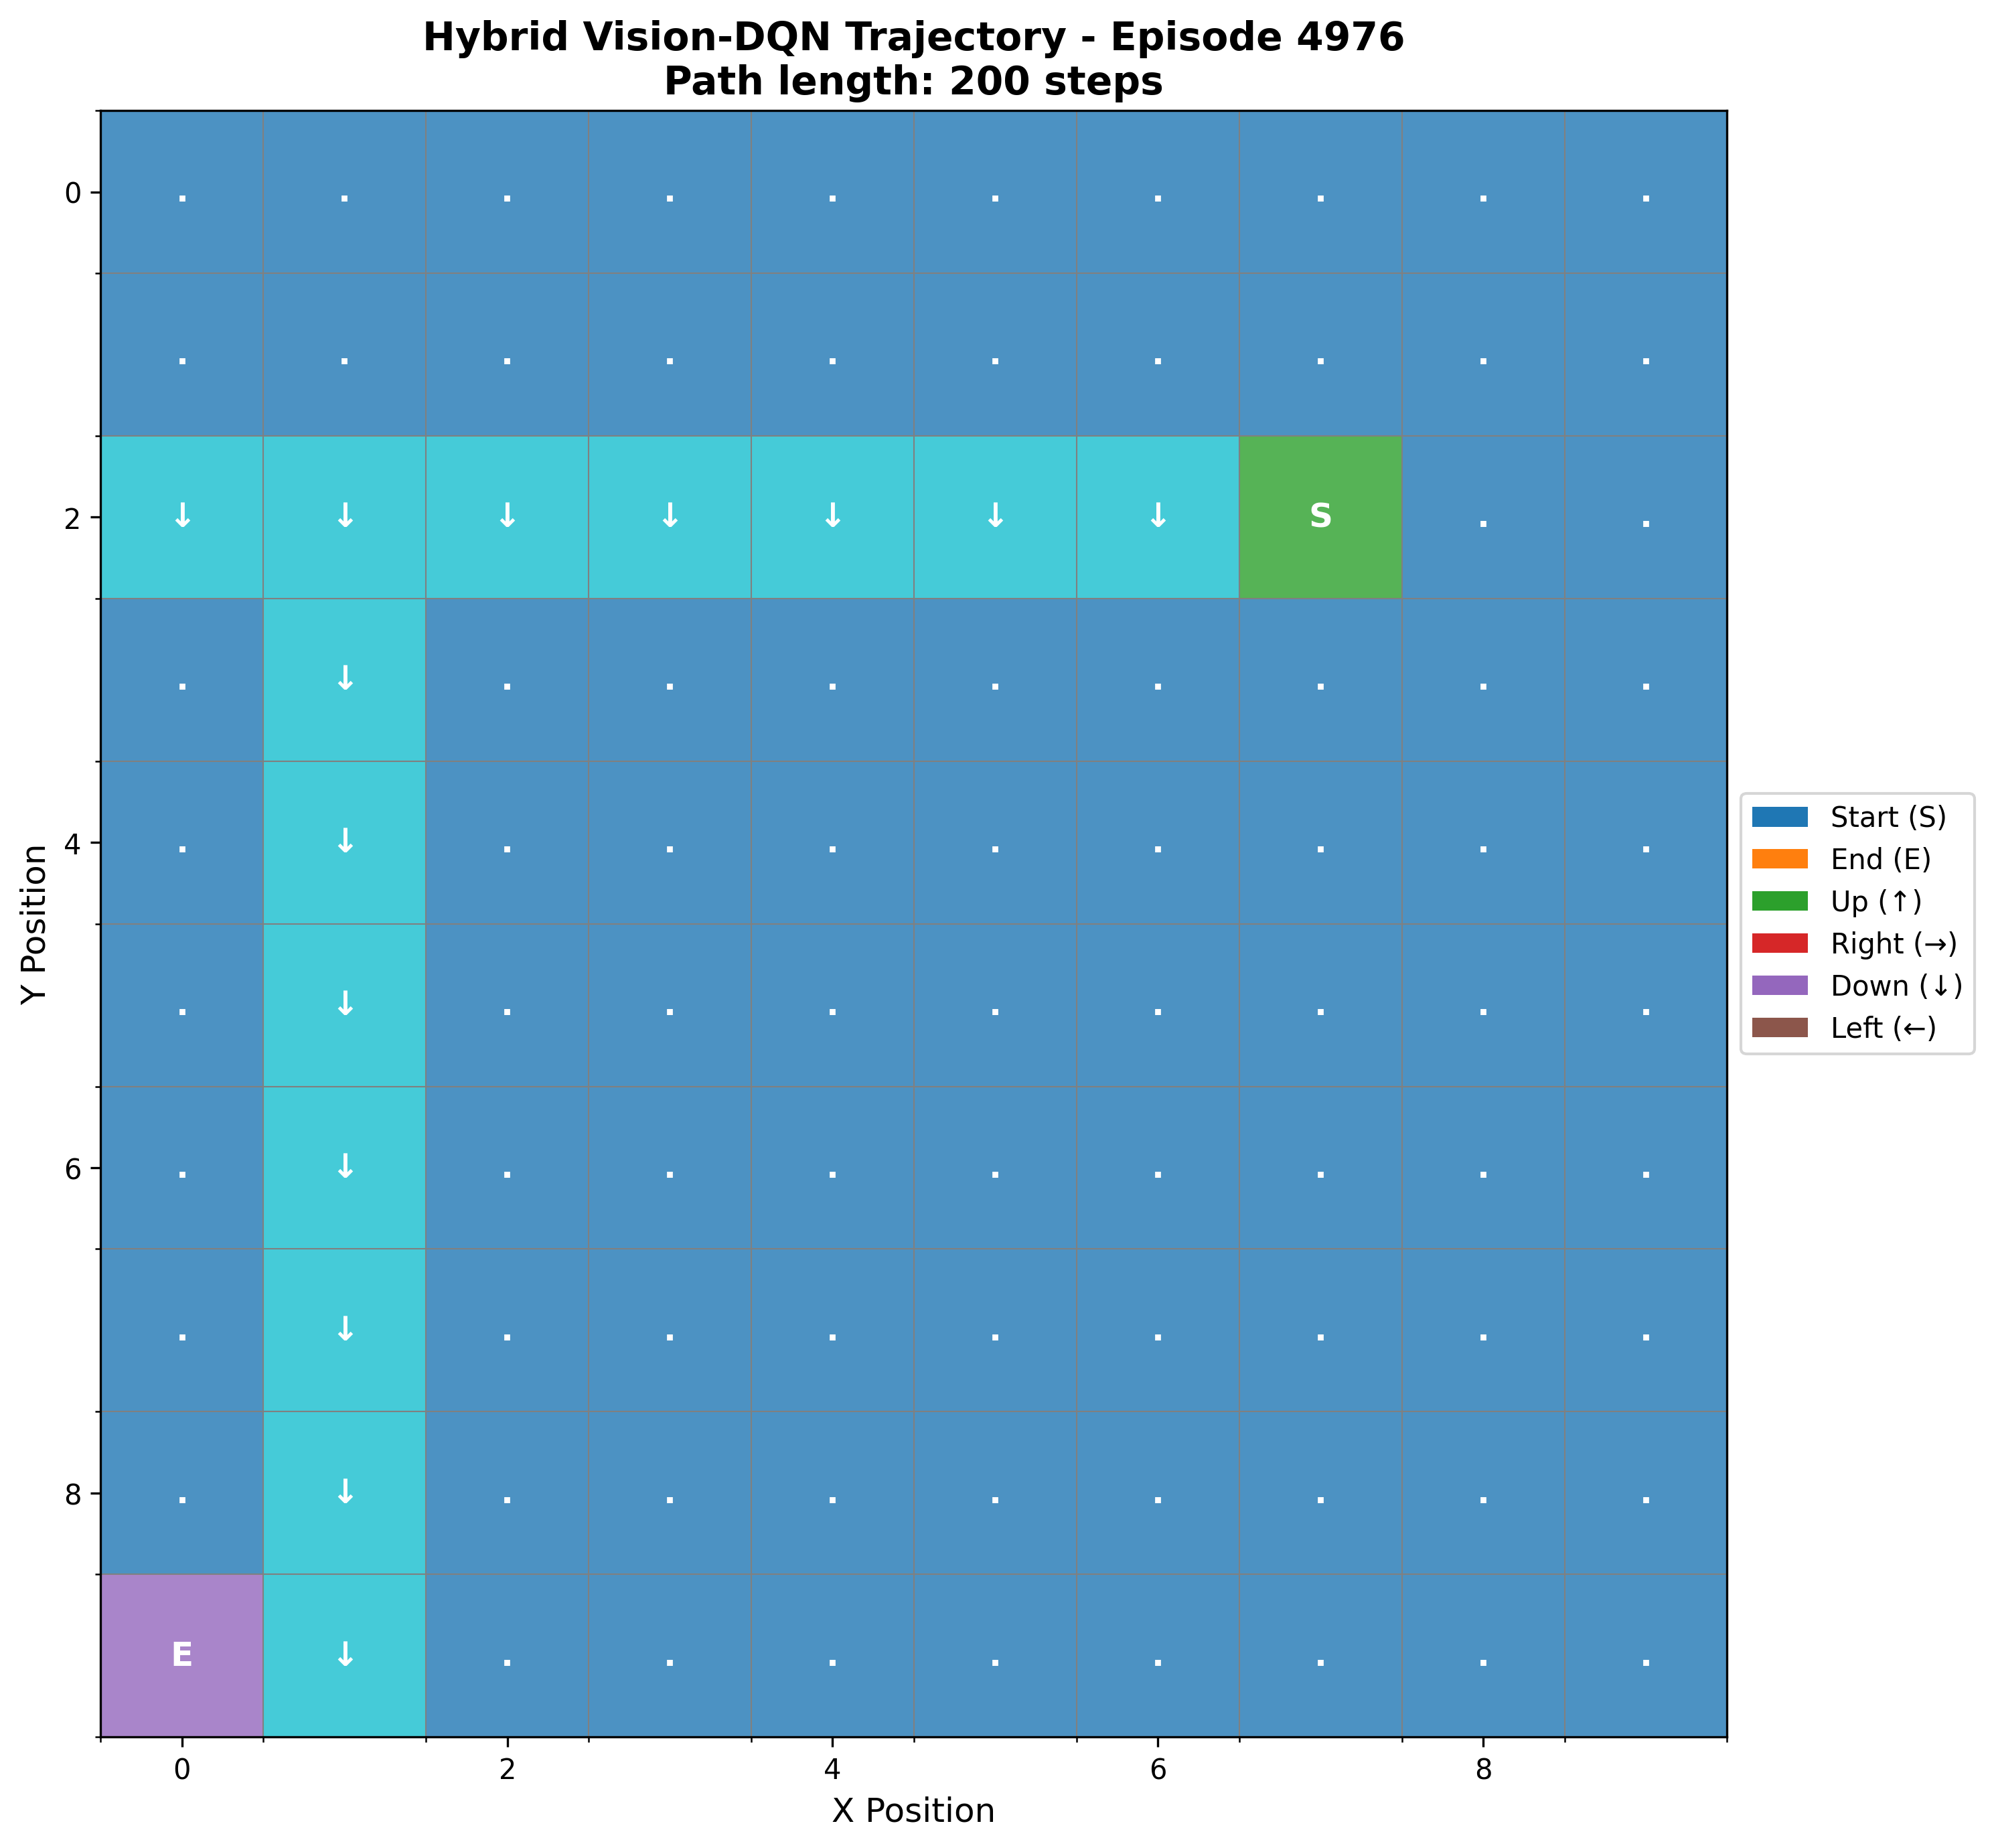 Hybrid Vision-DQN Trajectory - Episode 4976
Path length: 200 steps
0
. . . . . . . . . .
. . . . . . . . . .
2
↓ ↓ ↓ ↓ ↓ ↓ ↓ S . .
. ↓ . . . . . . . .
4
. ↓ . . . . . . . .
. ↓ . . . . . . . .
6
. ↓ . . . . . . . .
. ↓ . . . . . . . .
8
. ↓ . . . . . . . .
E ↓ . . . . . . . .
0 2 4 6 8
X Position
Y Position
Start (S)
End (E)
Up (↑)
Right (→)
Down (↓)
Left (←)